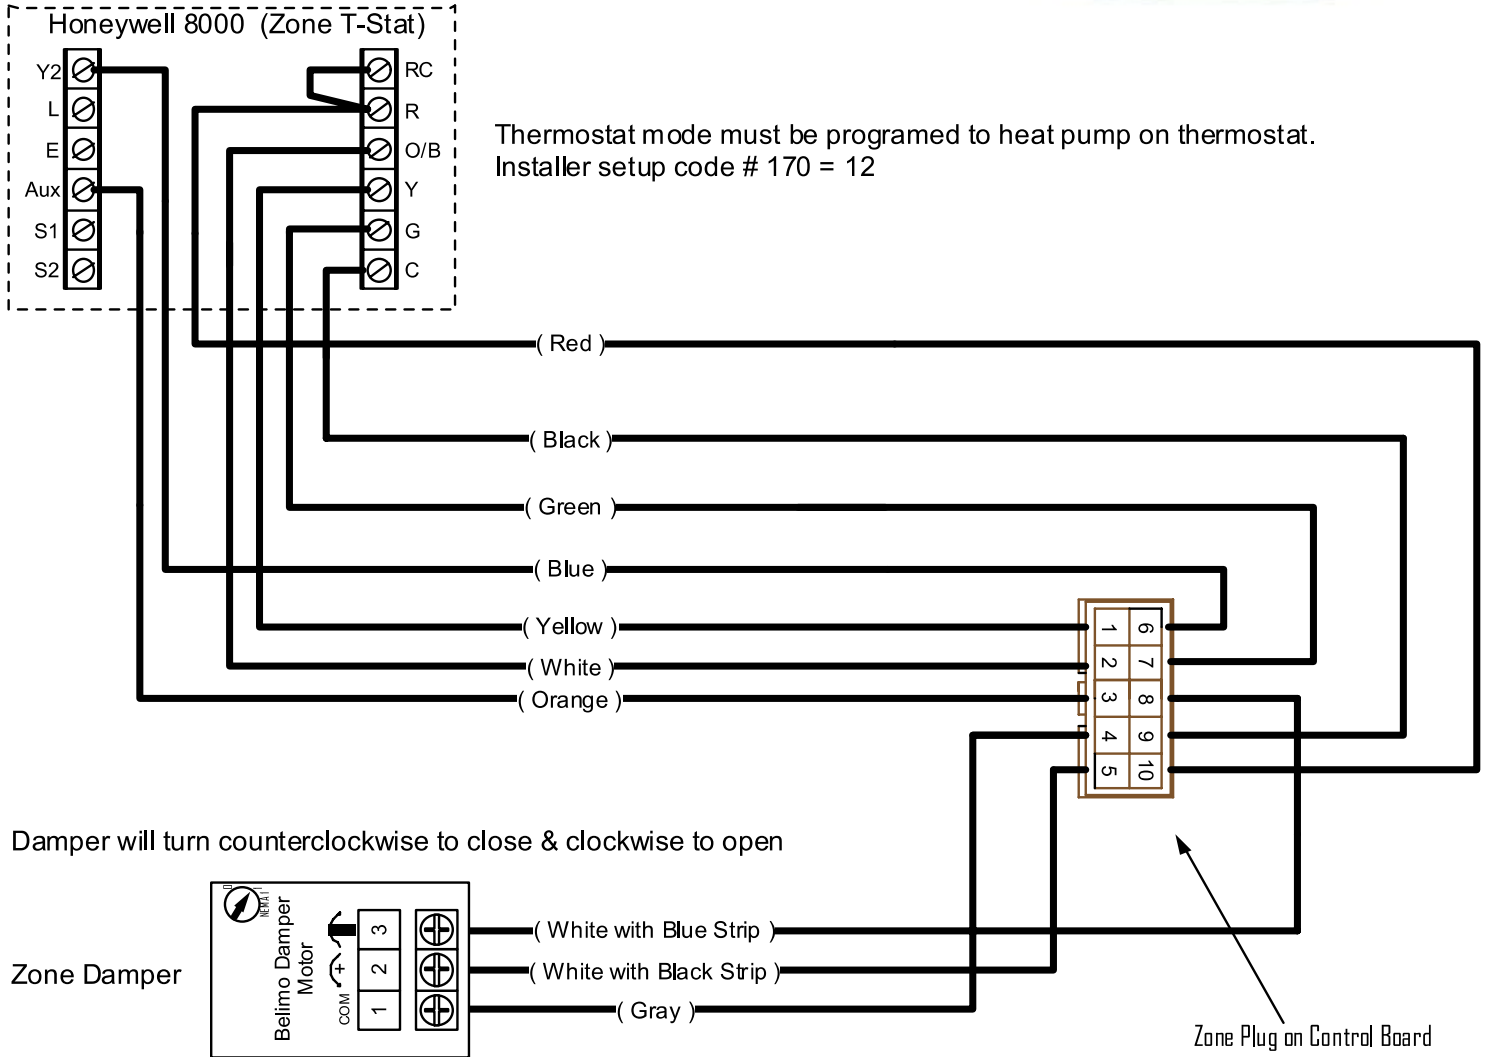 Honeywell 8000 (Zone T-Stat)
Y2
L
E
Aux
S1
S2
RC
R
O/B
Y
G
C
Thermostat mode must be programed to heat pump on thermostat.
Installer setup code # 170 = 12
( Red )
( Black )
( Green )
( Blue )
( Yellow )
( White )
( Orange )
1 6
2 7
3 8
4 9
5 10
Damper will turn counterclockwise to close & clockwise to open
Zone Damper
NEMA 1
Belimo Damper
Motor
COM
+
3
2
1
( White with Blue Strip )
( White with Black Strip )
( Gray )
Zone Plug on Control Board